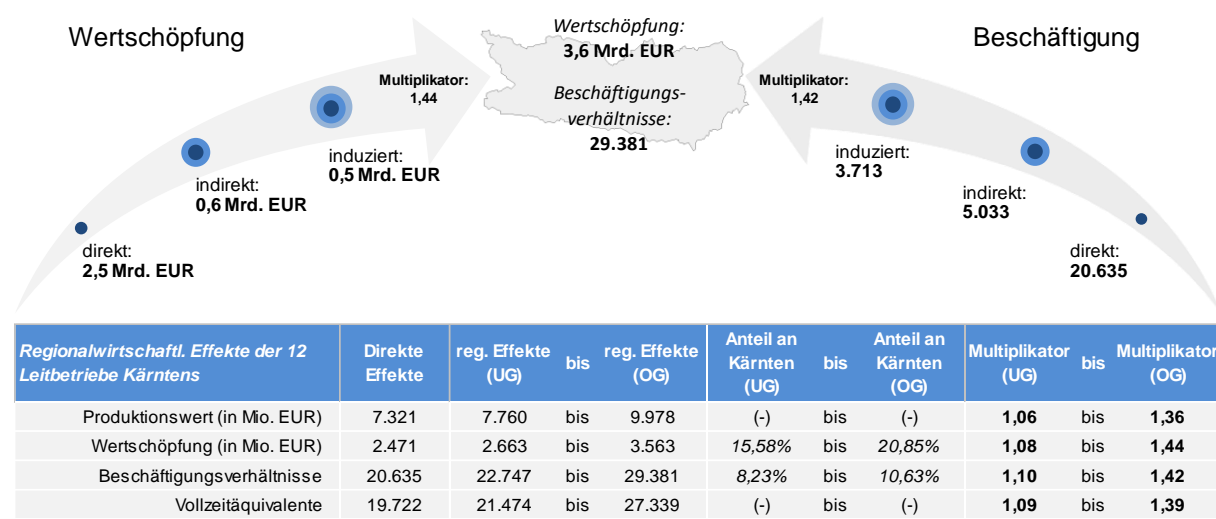 Wertschöpfung
Multiplikator:
1,44
induziert:
0,5 Mrd. EUR
indirekt:
0,6 Mrd. EUR
direkt:
2,5 Mrd. EUR
Wertschöpfung:
3,6 Mrd. EUR
Beschäftigungs-
verhältnisse:
29.381
Beschäftigung
Multiplikator:
1,42
induziert:
3.713
indirekt:
5.033
direkt:
20.635
Regionalwirtschaftl. Effekte der 12 Leitbetriebe Kärntens Direkte Effekte reg. Effekte (UG) bis reg. Effekte (OG) Anteil an Kärnten (UG) bis Anteil an Kärnten (OG) Multiplikator (UG) bis Multiplikator (OG)
Produktionswert (in Mio. EUR) 7.321 7.760 bis 9.978 (-) bis (-) 1,06 bis 1,36
Wertschöpfung (in Mio. EUR) 2.471 2.663 bis 3.563 15,58% bis 20,85% 1,08 bis 1,44
Beschäftigungsverhältnisse 20.635 22.747 bis 29.381 8,23% bis 10,63% 1,10 bis 1,42
Vollzeitäquivalente 19.722 21.474 bis 27.339 (-) bis (-) 1,09 bis 1,39